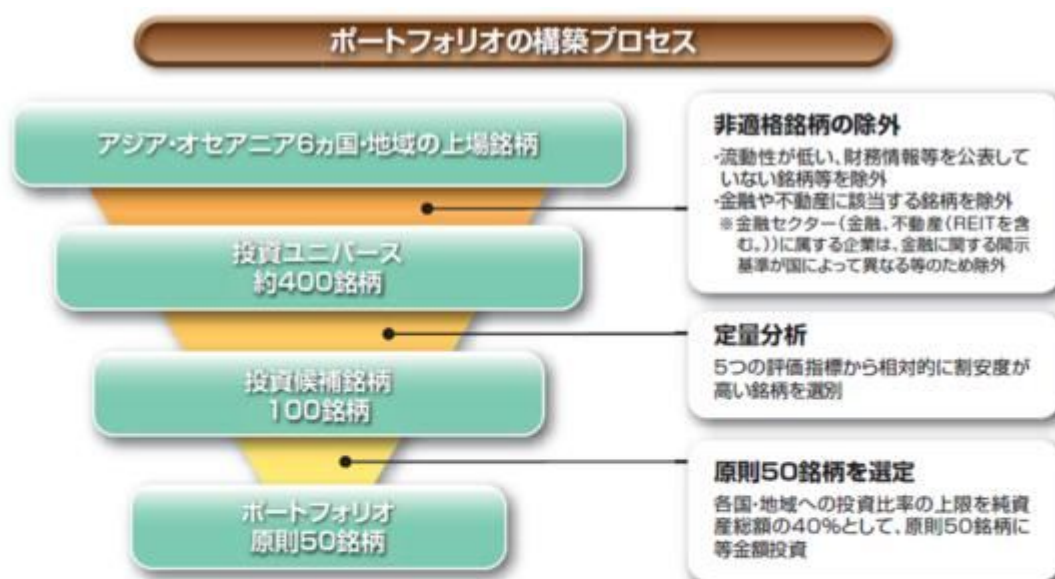 ポートフォリオの構築プロセス
アジア・オセアニア6ヵ国・地域の上場銘柄
非適格銘柄の除外
・流動性が低い、財務情報等を公表して
いない銘柄等を除外
・金融や不動産に該当する銘柄を除外
※金融セクター(金融、不動産(REITを含
む。))に属する企業は、金融に関する開示
基準が国によって異なる等のため除外
投資ユニバース
約400銘柄
定量分析
5つの評価指標から相対的に割安度が
高い銘柄を選別
投資候補銘柄
100銘柄
原則50銘柄を選定
各国・地域への投資比率の上限を純資
産総額の40%として、原則50銘柄に
等金額投資
ポートフォリオ
原則50銘柄